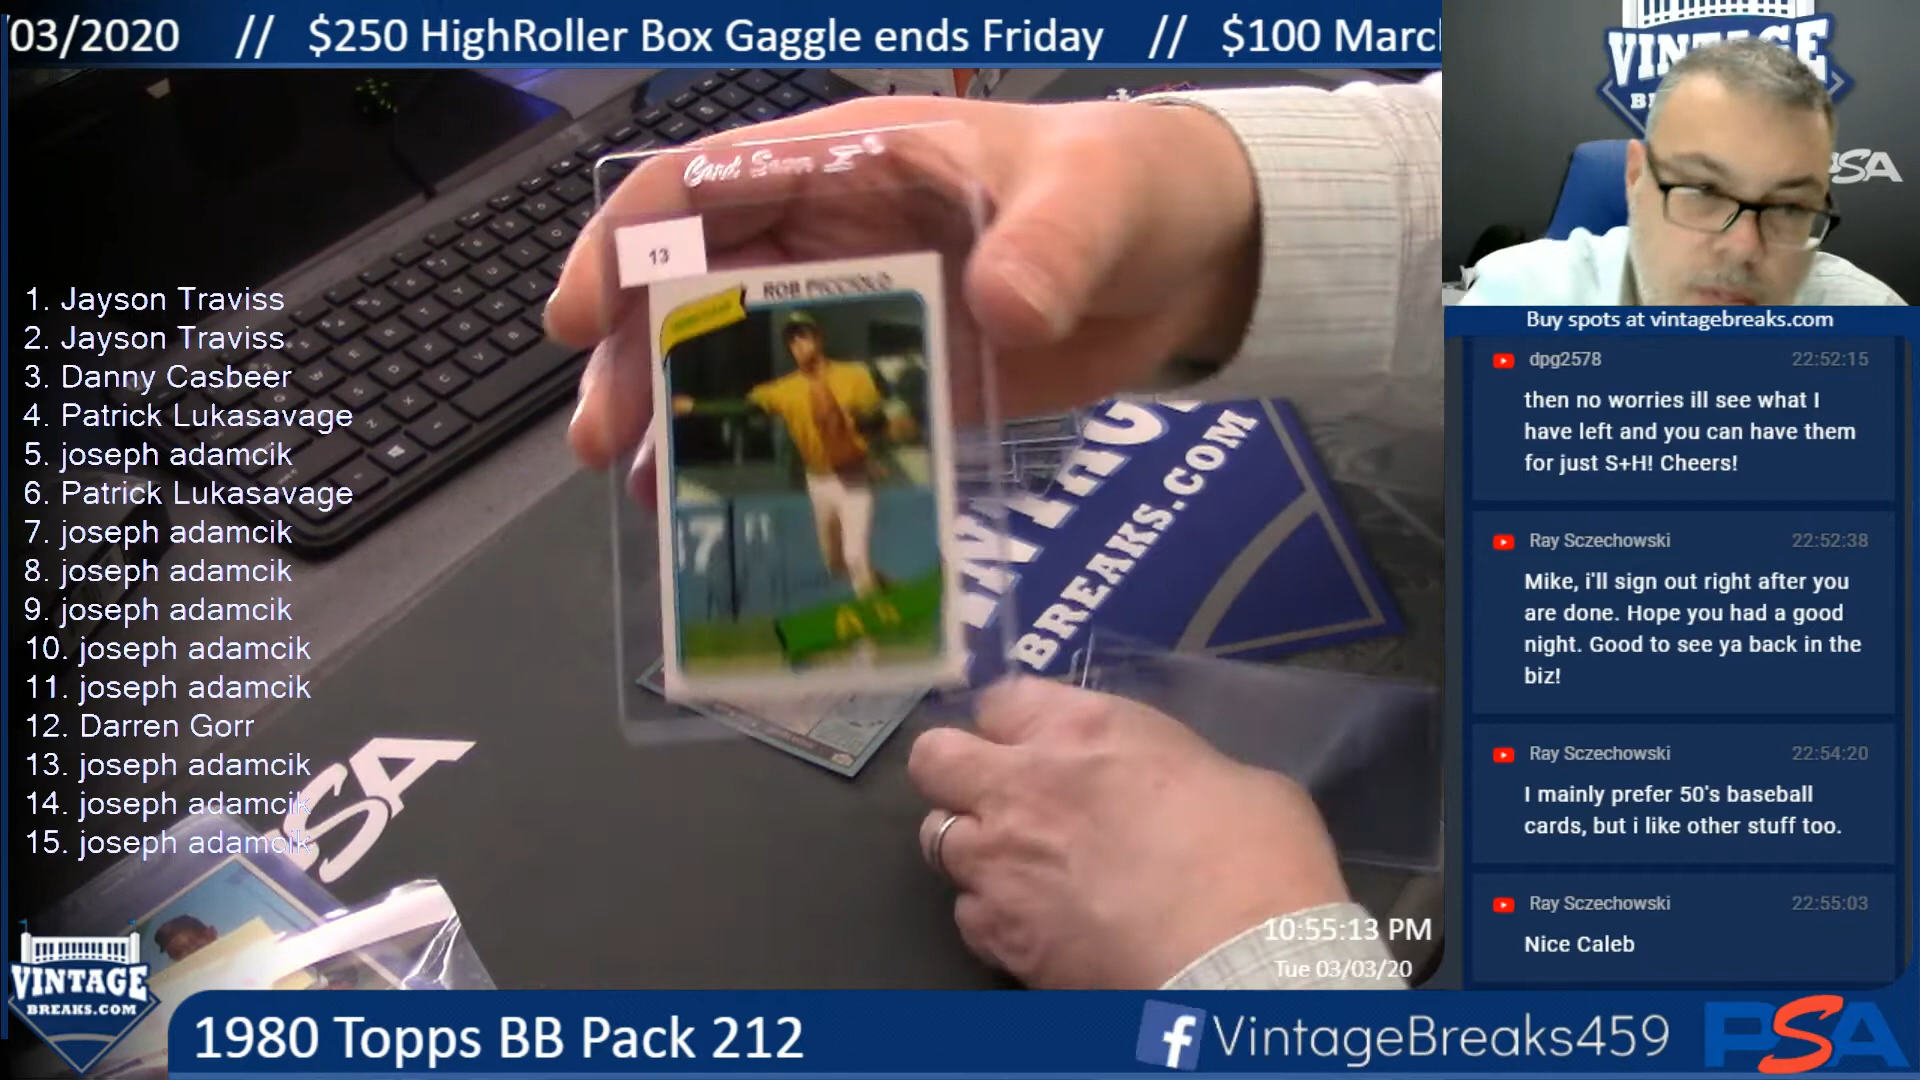 03/2020 // $250 HighRoller Box Gaggle ends Friday // $100 Marc
VINTAGE
PSA
Card Saver I
13
ROB PICCIOLO
A's
BREAKS.COM
1. Jayson Traviss
2. Jayson Traviss
3. Danny Casbeer
4. Patrick Lukasavage
5. joseph adamcik
6. Patrick Lukasavage
7. joseph adamcik
8. joseph adamcik
9. joseph adamcik
10. joseph adamcik
11. joseph adamcik
12. Darren Gorr
13. joseph adamcik
14. joseph adamcik
15. joseph adamcik
Buy spots at vintagebreaks.com
dpg2578 22:52:15
then no worries ill see what I
have left and you can have them
for just S+H! Cheers!
Ray Sczechowski 22:52:38
Mike, i'll sign out right after you
are done. Hope you had a good
night. Good to see ya back in the
biz!
Ray Sczechowski 22:54:20
I mainly prefer 50's baseball
cards, but i like other stuff too.
Ray Sczechowski 22:55:03
Nice Caleb
10:55:13 PM
Tue 03/03/20
VINTAGE
BREAKS.COM
1980 Topps BB Pack 212
f VintageBreaks459
PSA